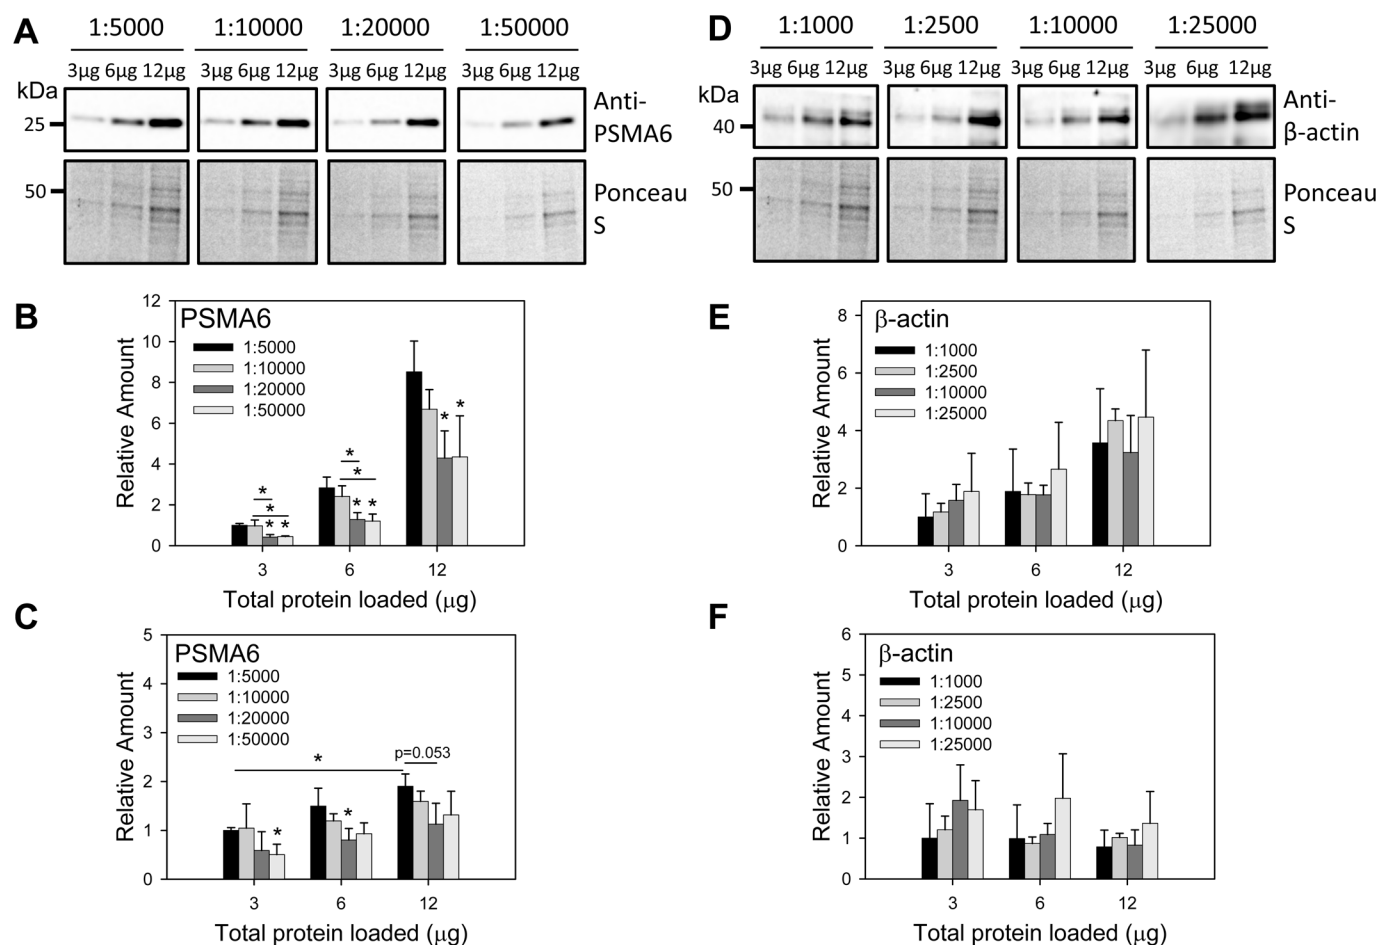 A
1:5000 1:10000 1:20000 1:50000
3µg 6µg 12µg 3µg 6µg 12µg 3µg 6µg 12µg 3µg 6µg 12µg
kDa
25
Anti-
PSMA6
50
Ponceau
S
D
1:1000 1:2500 1:10000 1:25000
3µg 6µg 12µg 3µg 6µg 12µg 3µg 6µg 12µg 3µg 6µg 12µg
kDa
40
Anti-
β-actin
50
Ponceau
S
B
PSMA6
1:5000
1:10000
1:20000
1:50000
Relative Amount
12
10
8
6
4
2
0
* *
*
*
* *
*
*
* *
3 6 12
Total protein loaded (µg)
E
β-actin
1:1000
1:2500
1:10000
1:25000
Relative Amount
8
6
4
2
0
3 6 12
Total protein loaded (µg)
C
PSMA6
1:5000
1:10000
1:20000
1:50000
Relative Amount
5
4
3
2
1
0
p=0.053
*
*
*
3 6 12
Total protein loaded (µg)
F
β-actin
1:1000
1:2500
1:10000
1:25000
Relative Amount
6
5
4
3
2
1
0
3 6 12
Total protein loaded (µg)